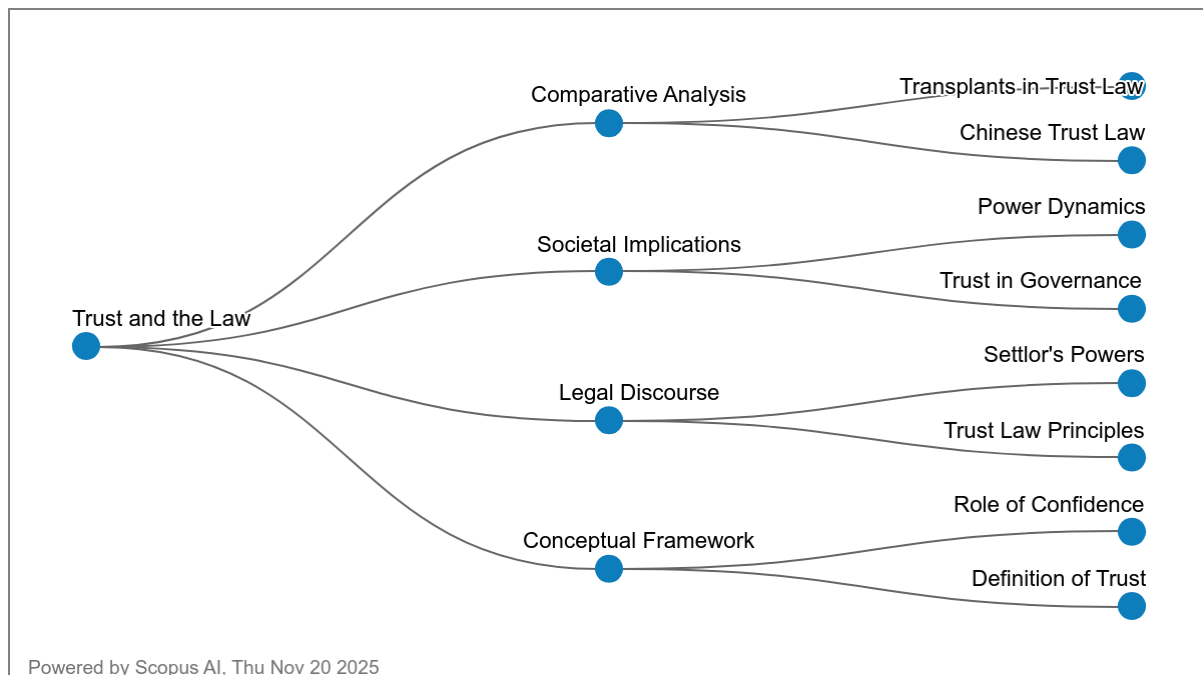 Transplants in Trust Law
Comparative Analysis
Chinese Trust Law
Power Dynamics
Societal Implications
Trust in Governance
Trust and the Law
Settlor's Powers
Legal Discourse
Trust Law Principles
Role of Confidence
Conceptual Framework
Definition of Trust
Powered by Scopus AI, Thu Nov 20 2025